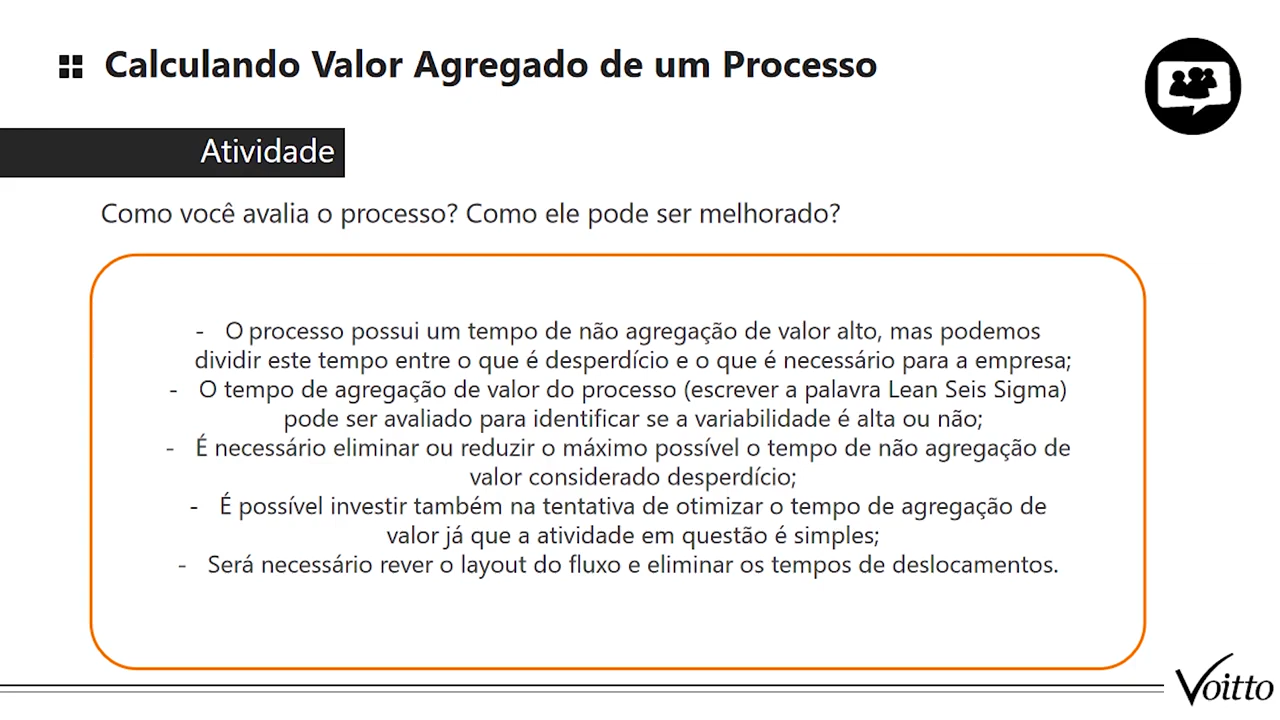 Calculando Valor Agregado de um Processo
Atividade
Como você avalia o processo? Como ele pode ser melhorado?
- O processo possui um tempo de não agregação de valor alto, mas podemos
dividir este tempo entre o que é desperdício e o que é necessário para a empresa;
- O tempo de agregação de valor do processo (escrever a palavra Lean Seis Sigma)
pode ser avaliado para identificar se a variabilidade é alta ou não;
- É necessário eliminar ou reduzir o máximo possível o tempo de não agregação de
valor considerado desperdício;
- É possível investir também na tentativa de otimizar o tempo de agregação de
valor já que a atividade em questão é simples;
- Será necessário rever o layout do fluxo e eliminar os tempos de deslocamentos.
Voitto